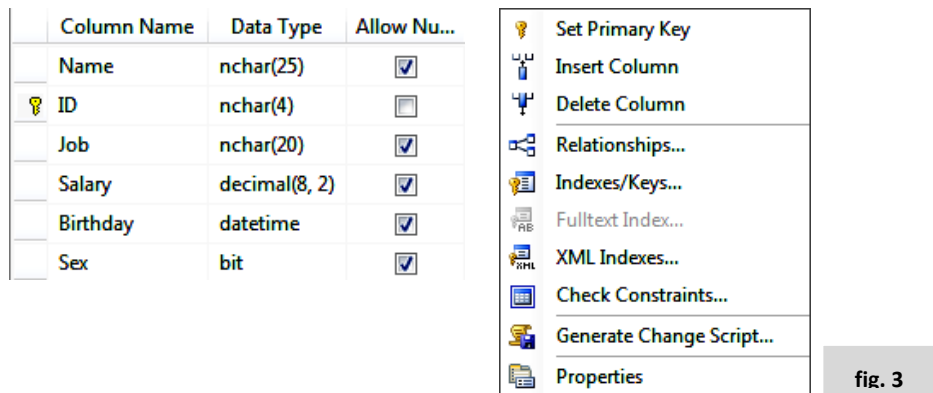 Column Name Data Type Allow Nu...
Name nchar(25)
ID nchar(4)
Job nchar(20)
Salary decimal(8, 2)
Birthday datetime
Sex bit
Set Primary Key
Insert Column
Delete Column
Relationships...
Indexes/Keys...
AB Fulltext Index...
XML XML Indexes...
Check Constraints...
Generate Change Script...
Properties
fig. 3